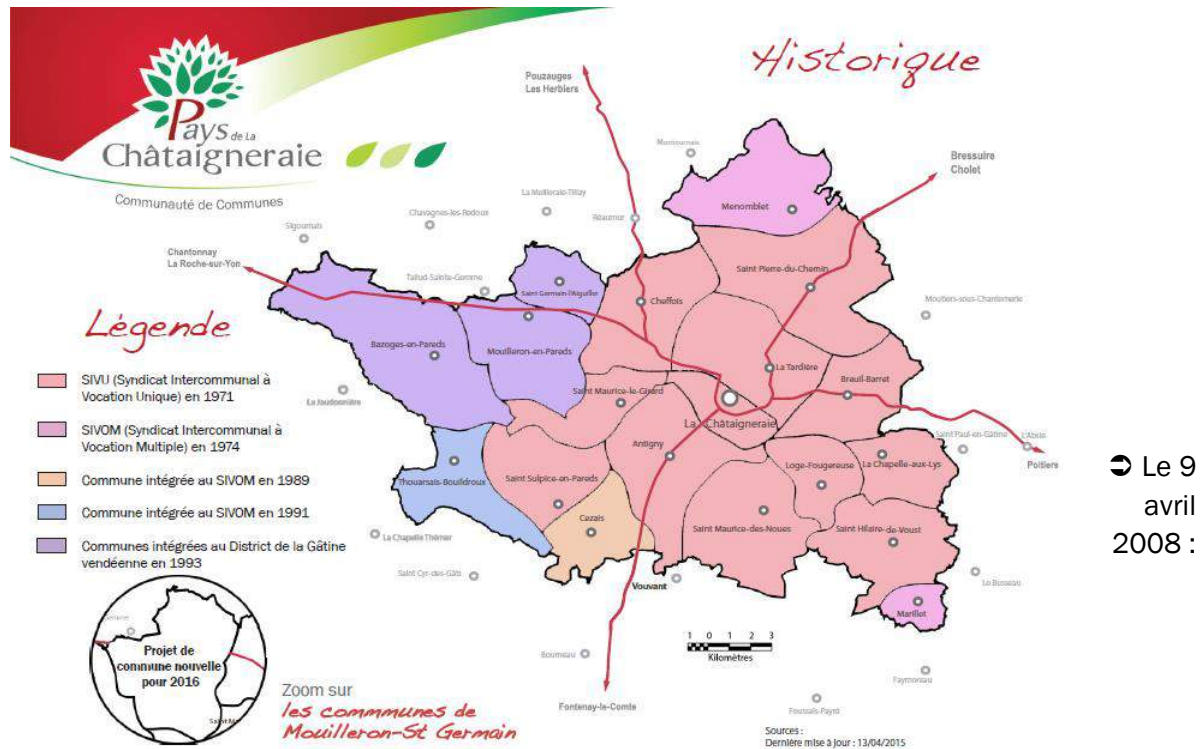 Historique
Pays de la
Châtaigneraie
Communauté de Communes
Pouzauges
Les Herbiers
Bressuire
Cholet
Chantonnay
La Roche-sur-Yon
Sigournais
Chavagnes-les-Redoux
La Meilleraie-Tillay
Réaumur
Montournais
Menomblet
Tallud-Sainte-Gemme
Saint Germain-l'Aiguiller
Cheffois
Saint Pierre-du-Chemin
Moutiers-sous-Chantemerle
Bazoges-en-Pareds
Mouilleron-en-Pareds
La Tardière
Breuil-Barret
Saint Maurice-le-Girard
La Châtaigneraie
La Jaudonnière
Antigny
Saint Paul-en-Gâtine
L'Absie
Poitiers
Thouarsais-Bouildroux
Saint Sulpice-en-Pareds
Loge-Fougereuse
La Chapelle-aux-Lys
Cezais
Saint Maurice-des-Noues
Saint Hilaire-de-Voust
La Chapelle Thémer
Saint Cyr-des-Gâts
Vouvant
Le Busseau
Marillet
Bourneau
Faymoreau
Fontenay-le-Comte
Foussais-Payré
Légende
SIVU (Syndicat Intercommunal à
Vocation Unique) en 1971
SIVOM (Syndicat Intercommunal à
Vocation Multiple) en 1974
Commune intégrée au SIVOM en 1989
Commune intégrée au SIVOM en 1991
Communes intégrées au District de la Gâtine
vendéenne en 1993
Projet de
commune nouvelle
pour 2016
Zoom sur
les commmunes de
Mouilleron-St Germain
1 0 1 2 3
Kilomètres
Sources :
Dernière mise à jour : 13/04/2015
➲ Le 9
avril
2008 :